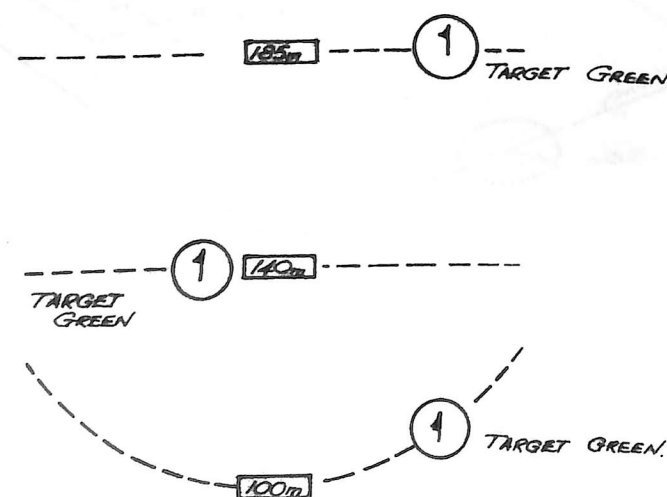 185m
TARGET GREEN
140m
TARGET
GREEN
TARGET GREEN.
100m